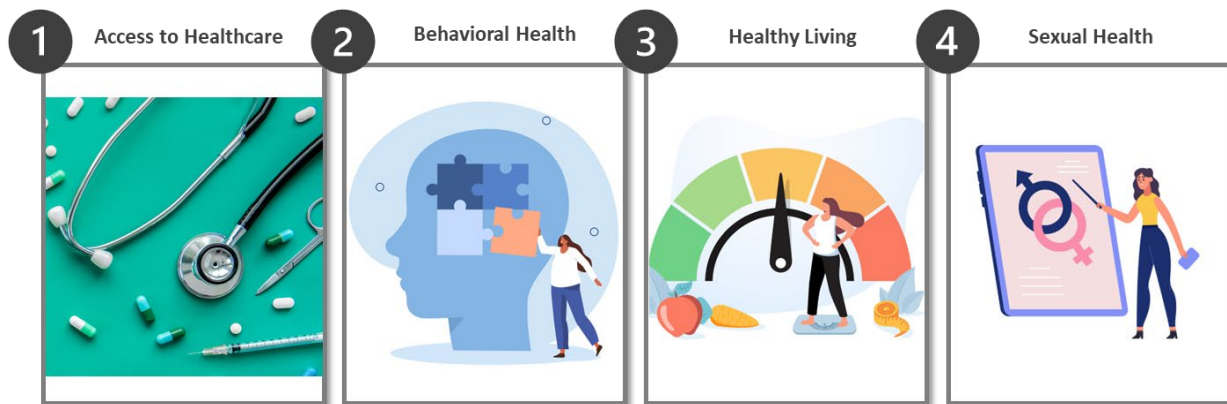 1 Access to Healthcare
2 Behavioral Health
3 Healthy Living
4 Sexual Health